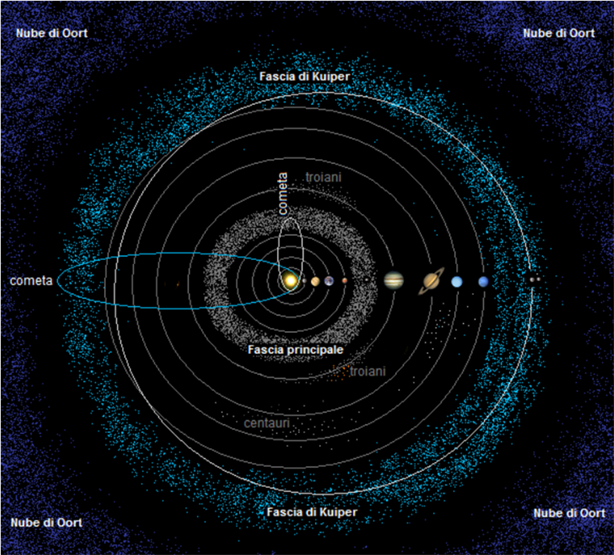 Nube di Oort
Nube di Oort
Fascia di Kuiper
troiani
cometa
cometa
Fascia principale
troiani
centauri
Fascia di Kuiper
Nube di Oort
Nube di Oort